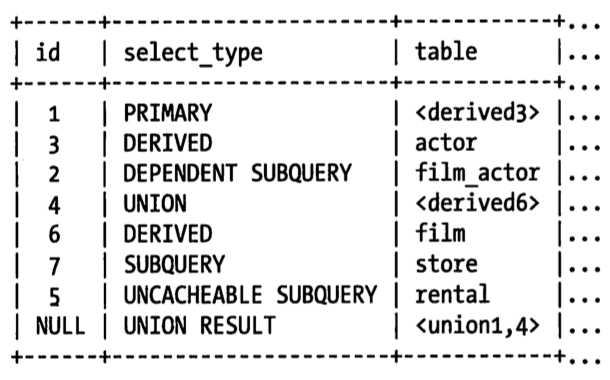 +------+----------------------+------------+...
| id | select_type | table |...
+------+----------------------+------------+...
| 1 | PRIMARY | <derived3> |...
| 3 | DERIVED | actor |...
| 2 | DEPENDENT SUBQUERY | film_actor |...
| 4 | UNION | <derived6> |...
| 6 | DERIVED | film |...
| 7 | SUBQUERY | store |...
| 5 | UNCACHEABLE SUBQUERY | rental |...
| NULL | UNION RESULT | <union1,4> |...
+------+----------------------+------------+...